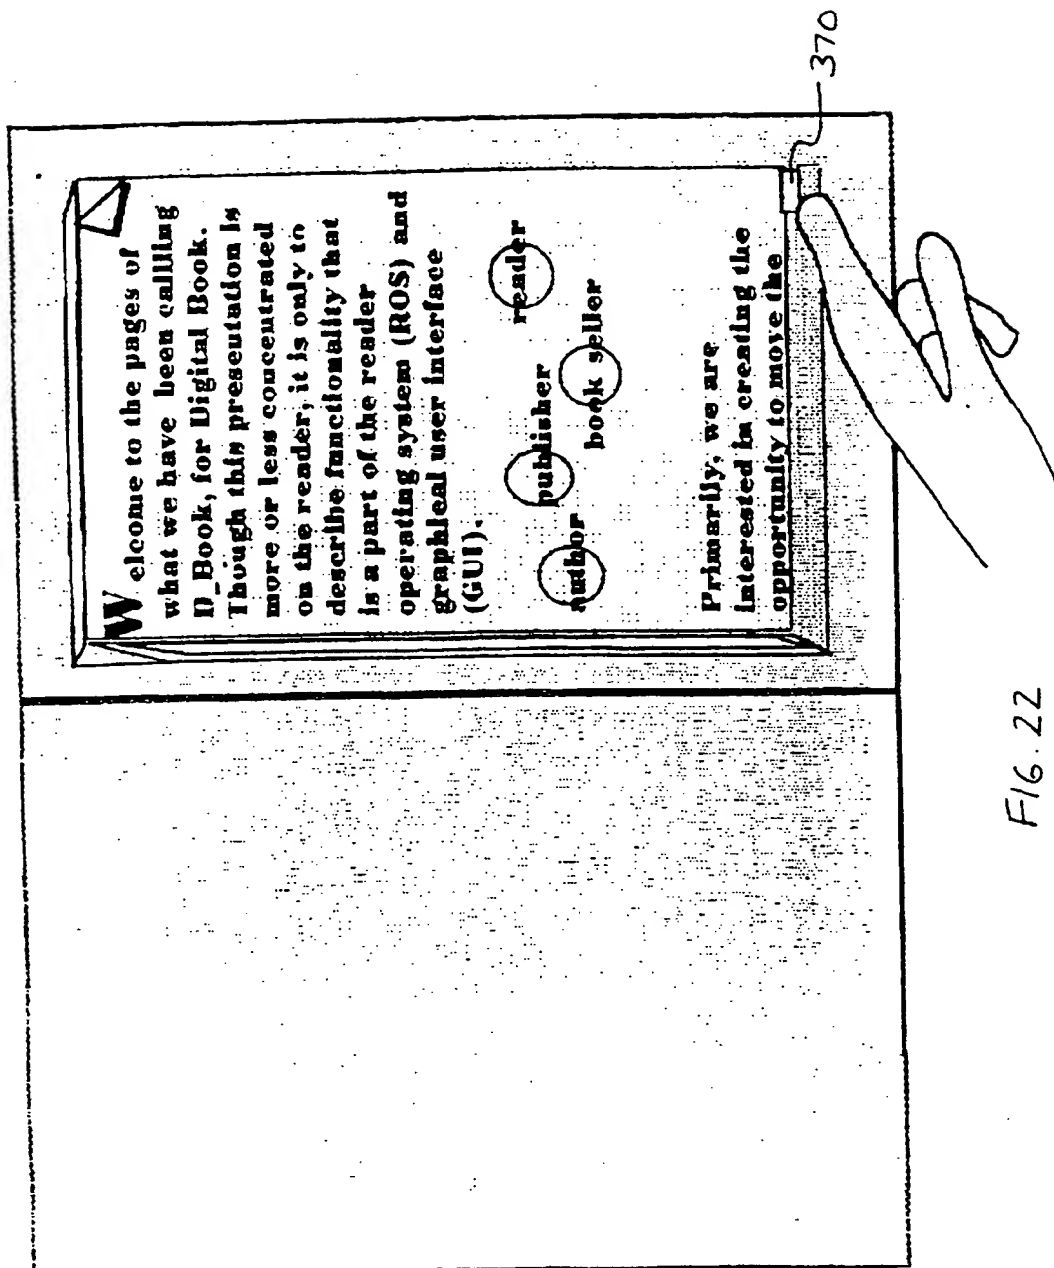 Welcome to the pages of
what we have been callling
D_Book, for Digital Book.
Though this presentation is
more or less concentrated
on the reader, it is only to
describe functionality that
is a part of the reader
operating system (ROS) and
graphical user interface
(GUI).
author publisher book seller reader
Primarily, we are
interested in creating the
opportunity to move the
370
FIG. 22